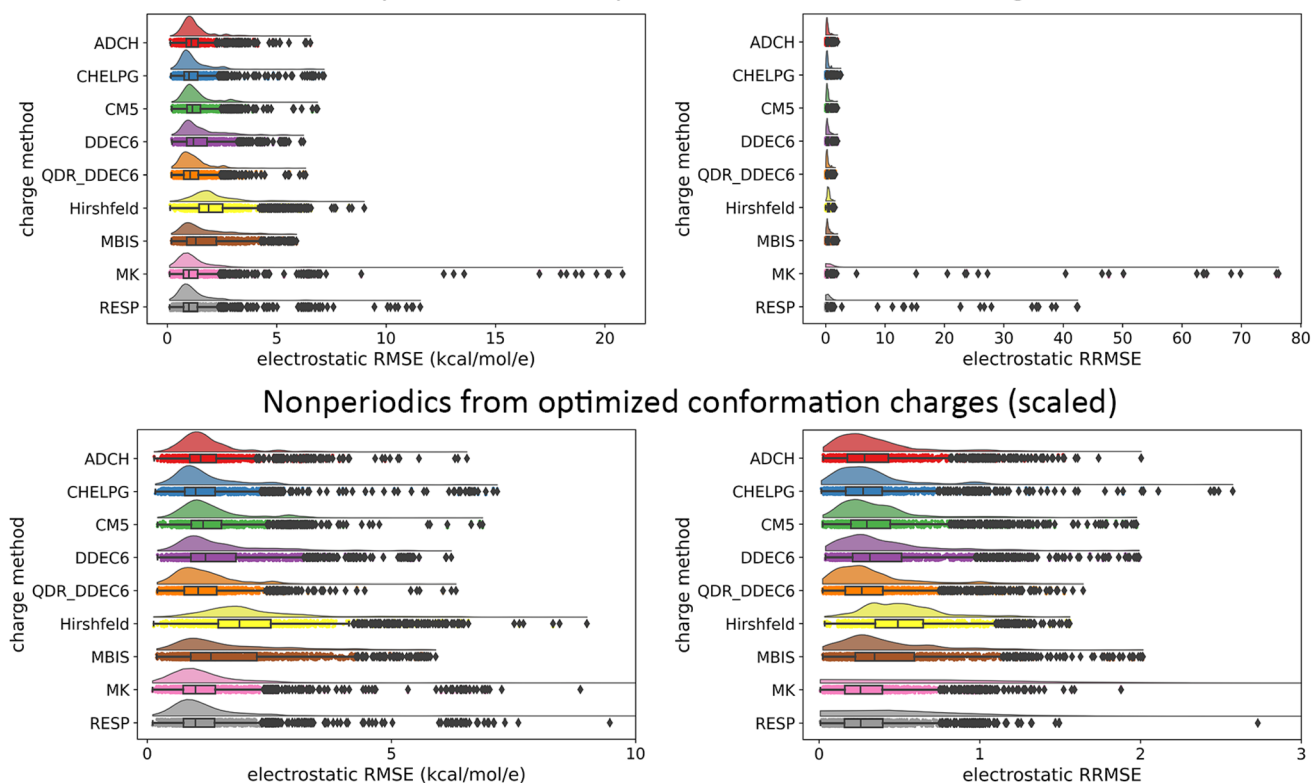 charge method
ADCH
CHELPG
CM5
DDEC6
QDR_DDEC6
Hirshfeld
MBIS
MK
RESP
0 5 10 15 20
electrostatic RMSE (kcal/mol/e)
charge method
ADCH
CHELPG
CM5
DDEC6
QDR_DDEC6
Hirshfeld
MBIS
MK
RESP
0 10 20 30 40 50 60 70 80
electrostatic RRMSE
Nonperiodics from optimized conformation charges (scaled)
charge method
ADCH
CHELPG
CM5
DDEC6
QDR_DDEC6
Hirshfeld
MBIS
MK
RESP
0 5 10
electrostatic RMSE (kcal/mol/e)
charge method
ADCH
CHELPG
CM5
DDEC6
QDR_DDEC6
Hirshfeld
MBIS
MK
RESP
0 1 2 3
electrostatic RRMSE